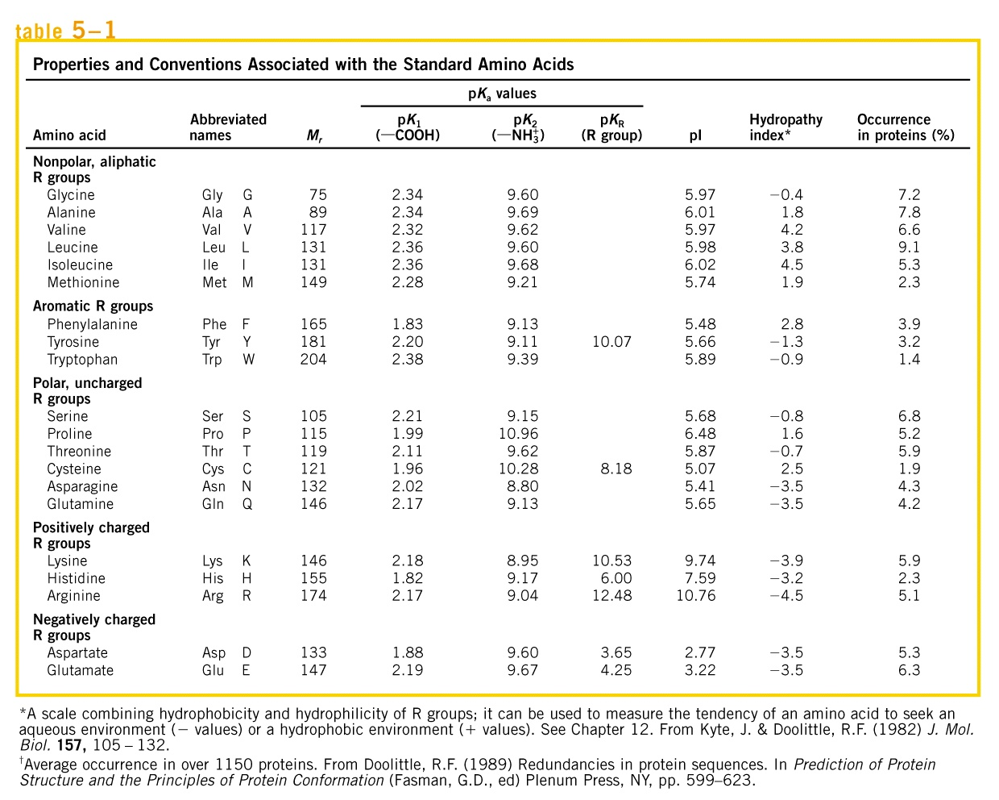 table 5–1
Properties and Conventions Associated with the Standard Amino Acids
pKa values
Abbreviated pK1 pK2 pKR Hydropathy Occurrence
Amino acid names Mr (—COOH) (—NH3+) (R group) pI index* in proteins (%)
Nonpolar, aliphatic
R groups
Glycine Gly G 75 2.34 9.60 5.97 −0.4 7.2
Alanine Ala A 89 2.34 9.69 6.01 1.8 7.8
Valine Val V 117 2.32 9.62 5.97 4.2 6.6
Leucine Leu L 131 2.36 9.60 5.98 3.8 9.1
Isoleucine Ile I 131 2.36 9.68 6.02 4.5 5.3
Methionine Met M 149 2.28 9.21 5.74 1.9 2.3
Aromatic R groups
Phenylalanine Phe F 165 1.83 9.13 5.48 2.8 3.9
Tyrosine Tyr Y 181 2.20 9.11 10.07 5.66 −1.3 3.2
Tryptophan Trp W 204 2.38 9.39 5.89 −0.9 1.4
Polar, uncharged
R groups
Serine Ser S 105 2.21 9.15 5.68 −0.8 6.8
Proline Pro P 115 1.99 10.96 6.48 1.6 5.2
Threonine Thr T 119 2.11 9.62 5.87 −0.7 5.9
Cysteine Cys C 121 1.96 10.28 8.18 5.07 2.5 1.9
Asparagine Asn N 132 2.02 8.80 5.41 −3.5 4.3
Glutamine Gln Q 146 2.17 9.13 5.65 −3.5 4.2
Positively charged
R groups
Lysine Lys K 146 2.18 8.95 10.53 9.74 −3.9 5.9
Histidine His H 155 1.82 9.17 6.00 7.59 −3.2 2.3
Arginine Arg R 174 2.17 9.04 12.48 10.76 −4.5 5.1
Negatively charged
R groups
Aspartate Asp D 133 1.88 9.60 3.65 2.77 −3.5 5.3
Glutamate Glu E 147 2.19 9.67 4.25 3.22 −3.5 6.3
*A scale combining hydrophobicity and hydrophilicity of R groups; it can be used to measure the tendency of an amino acid to seek an
aqueous environment (− values) or a hydrophobic environment (+ values). See Chapter 12. From Kyte, J. & Doolittle, R.F. (1982) J. Mol.
Biol. 157, 105–132.
†Average occurrence in over 1150 proteins. From Doolittle, R.F. (1989) Redundancies in protein sequences. In Prediction of Protein
Structure and the Principles of Protein Conformation (Fasman, G.D., ed) Plenum Press, NY, pp. 599–623.